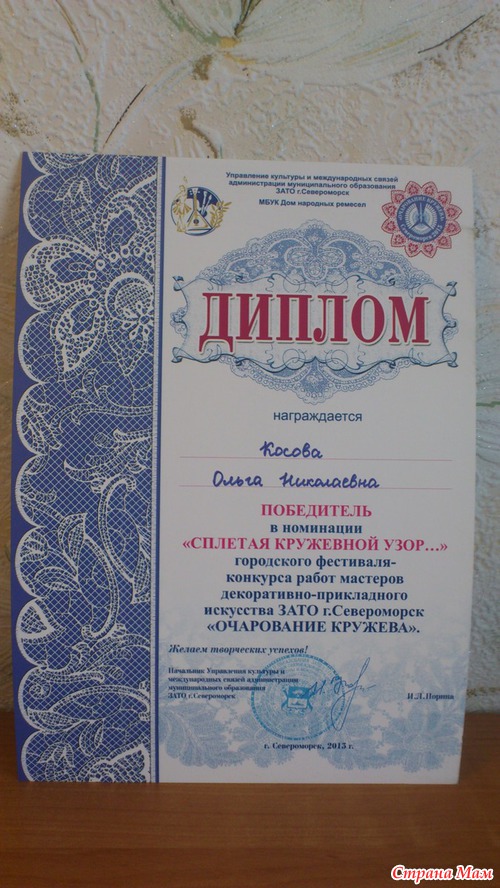 Управление культуры и международных связей
администрации муниципального образования
ЗАТО г.Североморск
МБУК Дом народных ремесел
ДИПЛОМ
награждается
Косова
Ольга Николаевна
ПОБЕДИТЕЛЬ
в номинации
«СПЛЕТАЯ КРУЖЕВНОЙ УЗОР...»
городского фестиваля-
конкурса работ мастеров
декоративно-прикладного
искусства ЗАТО г.Североморск
«ОЧАРОВАНИЕ КРУЖЕВА».
Желаем творческих успехов!
Начальник Управления культуры и
международных связей администрации
муниципального образования
ЗАТО г.Североморск
г. Североморск, 2013 г.
Страна Мам